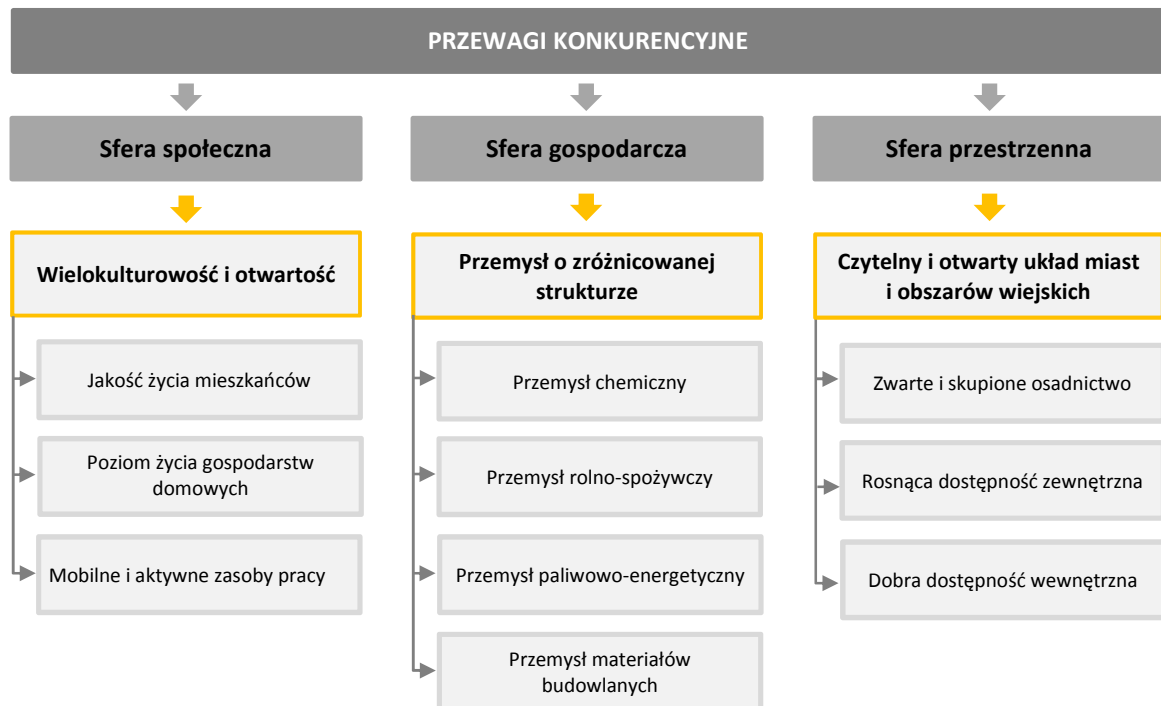 PRZEWAGI KONKURENCYJNE
Sfera społeczna
Wielokulturowość i otwartość
Jakość życia mieszkańców
Poziom życia gospodarstw
domowych
Mobilne i aktywne zasoby pracy
Sfera gospodarcza
Przemysł o zróżnicowanej
strukturze
Przemysł chemiczny
Przemysł rolno-spożywczy
Przemysł paliwowo-energetyczny
Przemysł materiałów
budowlanych
Sfera przestrzenna
Czytelny i otwarty układ miast
i obszarów wiejskich
Zwarte i skupione osadnictwo
Rosnąca dostępność zewnętrzna
Dobra dostępność wewnętrzna